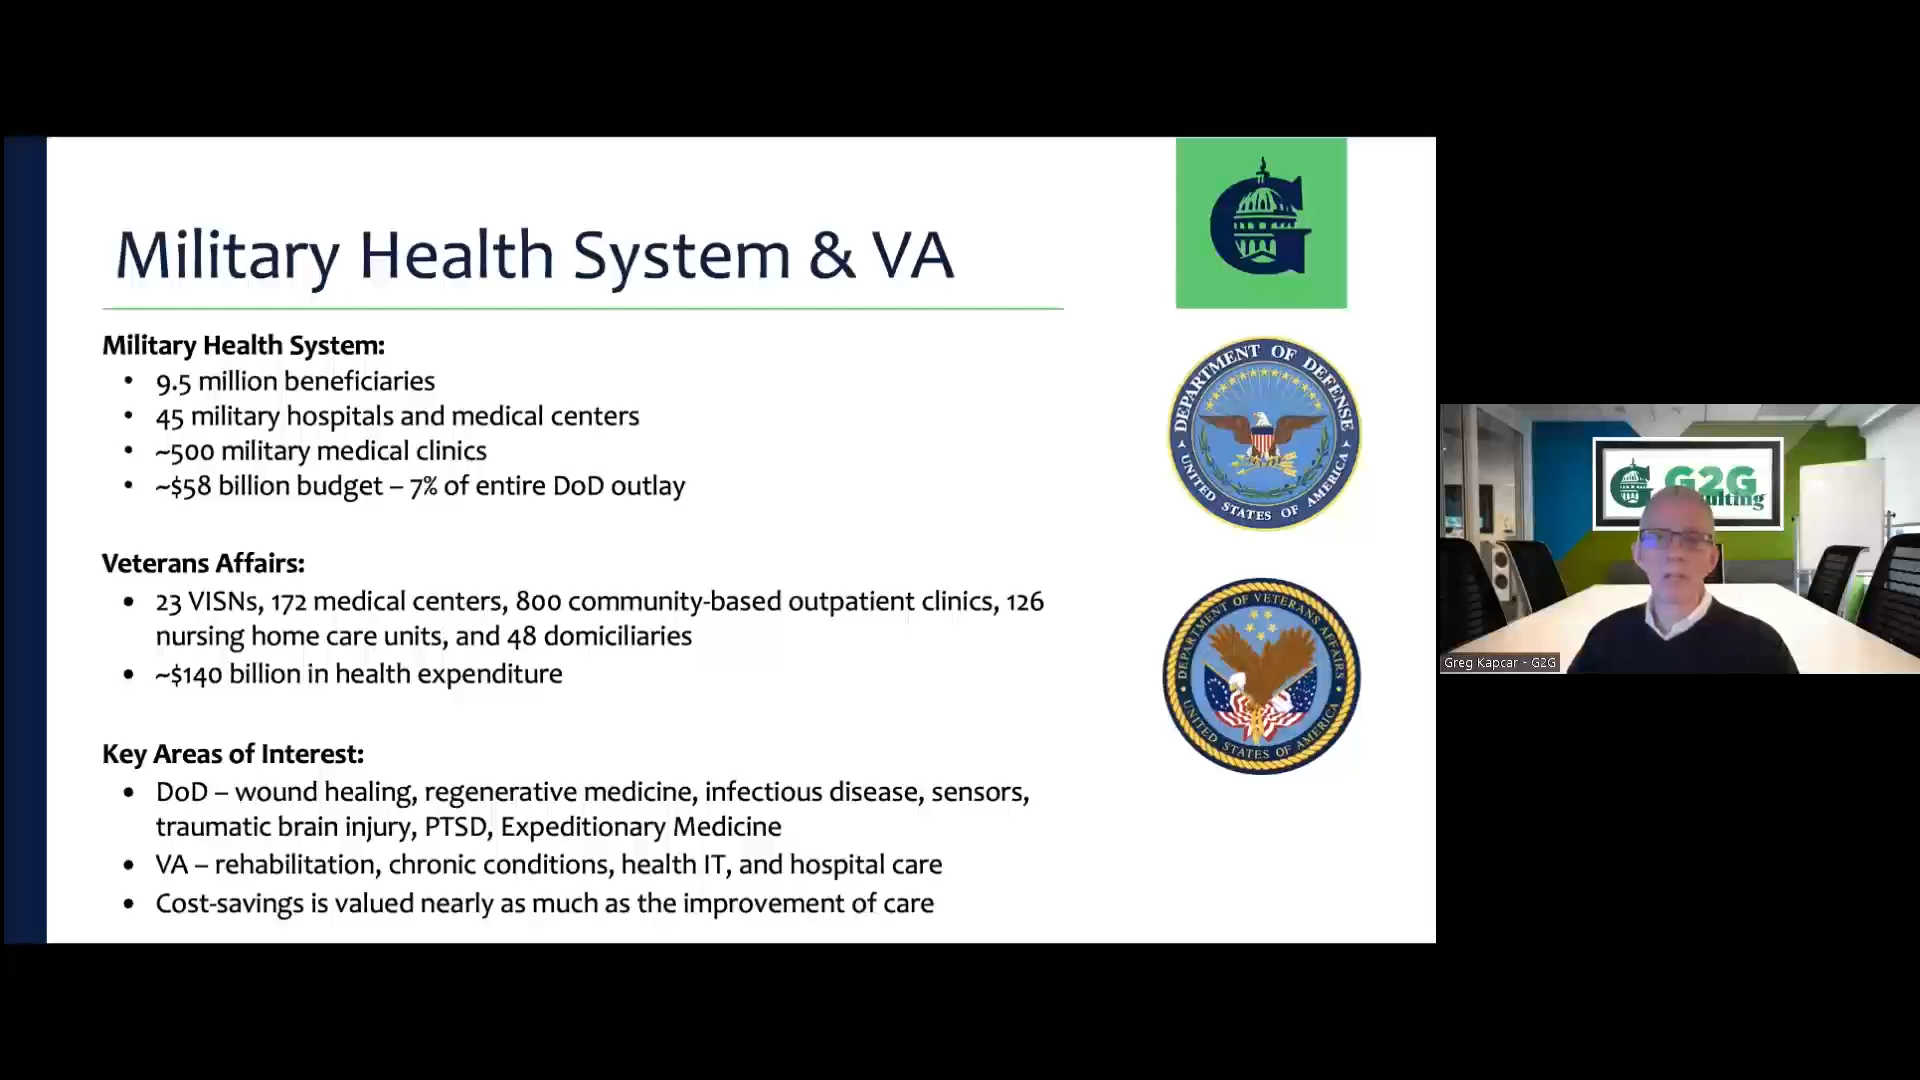 Military Health System & VA
Military Health System:
• 9.5 million beneficiaries
• 45 military hospitals and medical centers
• ~500 military medical clinics
• ~$58 billion budget – 7% of entire DoD outlay
Veterans Affairs:
• 23 VISNs, 172 medical centers, 800 community-based outpatient clinics, 126
nursing home care units, and 48 domiciliaries
• ~$140 billion in health expenditure
Key Areas of Interest:
• DoD – wound healing, regenerative medicine, infectious disease, sensors,
traumatic brain injury, PTSD, Expeditionary Medicine
• VA – rehabilitation, chronic conditions, health IT, and hospital care
• Cost-savings is valued nearly as much as the improvement of care
G
DEPARTMENT OF DEFENSE
UNITED STATES OF AMERICA
DEPARTMENT OF VETERANS AFFAIRS
UNITED STATES OF AMERICA
G2G
Greg Kapcar - G2G